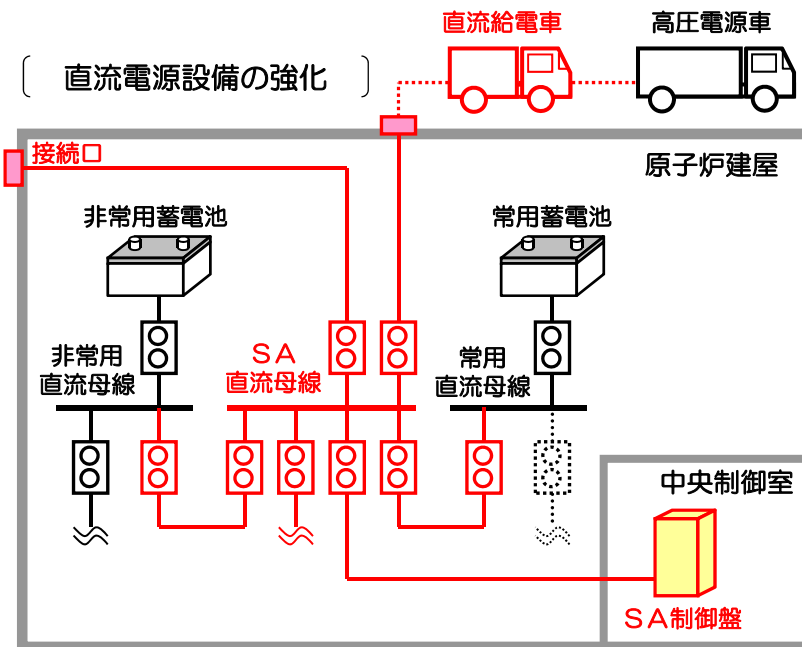 直流給電車
高圧電源車
〔 直流電源設備の強化 〕
接続口
原子炉建屋
非常用蓄電池
常用蓄電池
非常用
直流母線
ＳＡ
直流母線
常用
直流母線
中央制御室
ＳＡ制御盤